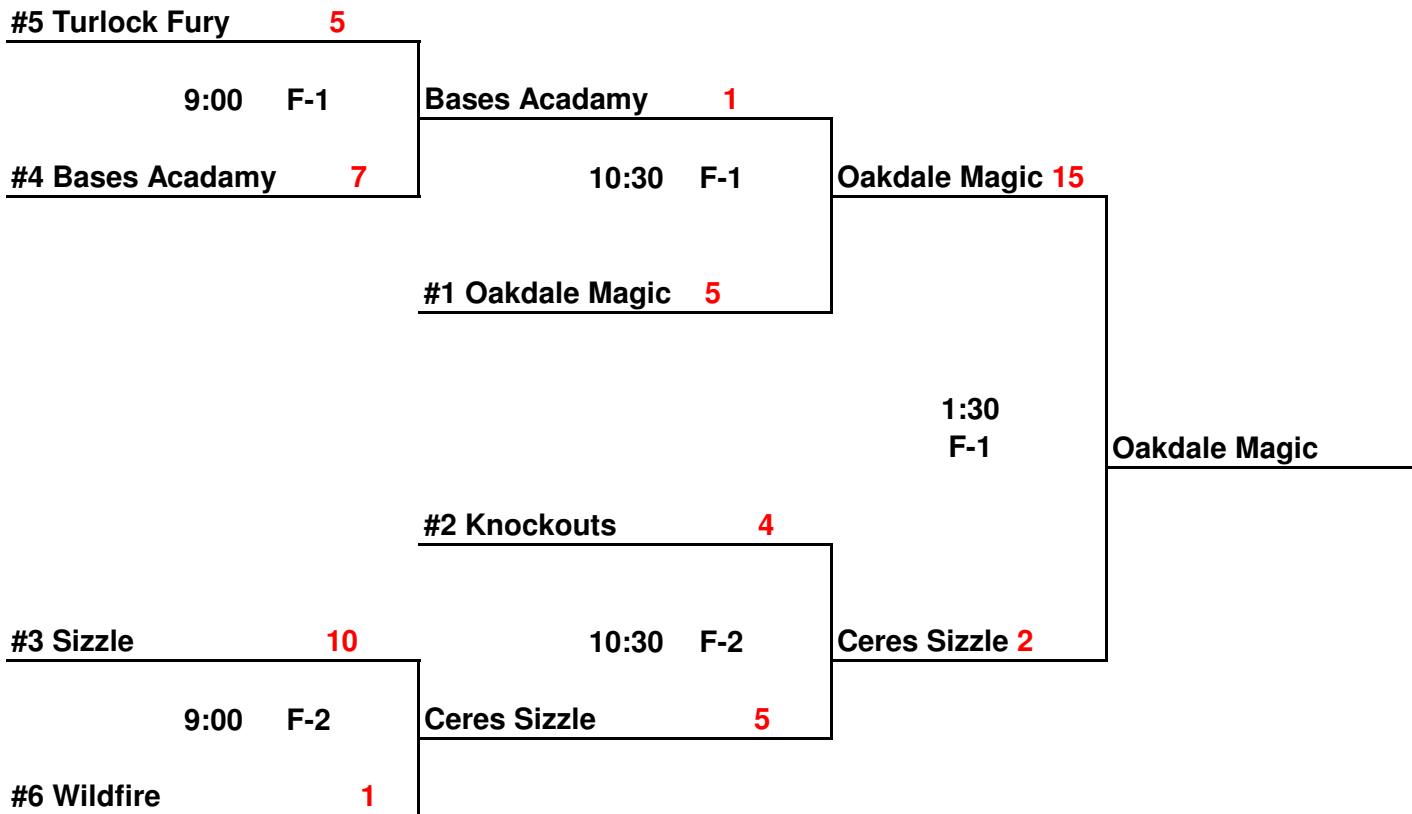 #5 Turlock Fury 5
9:00 F-1
Bases Acadamy 1
#4 Bases Acadamy 7
10:30 F-1
Oakdale Magic 15
#1 Oakdale Magic 5
1:30
F-1
Oakdale Magic
#2 Knockouts 4
#3 Sizzle 10
10:30 F-2
Ceres Sizzle 2
9:00 F-2
Ceres Sizzle 5
#6 Wildfire 1